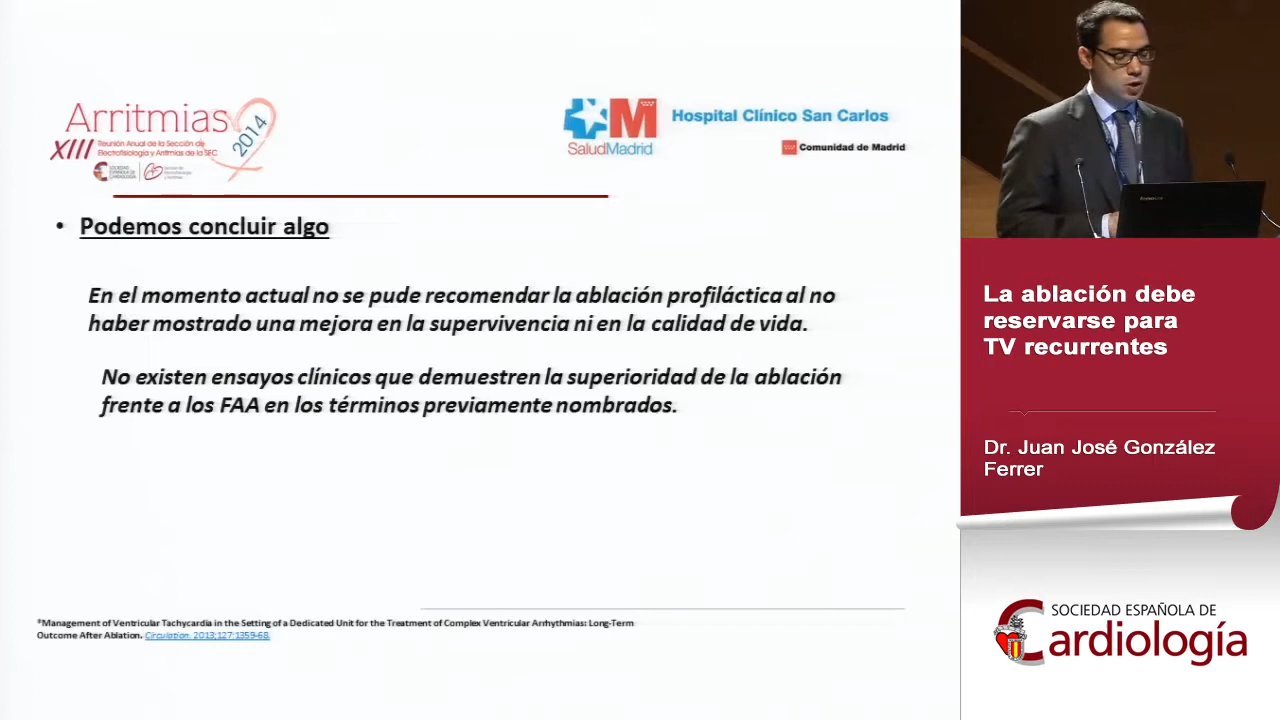 Arritmias
2014
XIII Reunión Anual de la Sección de
Electrofisiología y Arritmias de la SEC
SOCIEDAD
ESPAÑOLA DE
CARDIOLOGÍA
SaludMadrid
Hospital Clínico San Carlos
Comunidad de Madrid
• Podemos concluir algo
En el momento actual no se pude recomendar la ablación profiláctica al no
haber mostrado una mejora en la supervivencia ni en la calidad de vida.
No existen ensayos clínicos que demuestren la superioridad de la ablación
frente a los FAA en los términos previamente nombrados.
*Management of Ventricular Tachycardia in the Setting of a Dedicated Unit for the Treatment of Complex Ventricular Arrhythmias: Long-Term
Outcome After Ablation. Circulation. 2013;127:1359-68.
La ablación debe
reservarse para
TV recurrentes
Dr. Juan José González
Ferrer
SOCIEDAD ESPAÑOLA DE
Cardiología